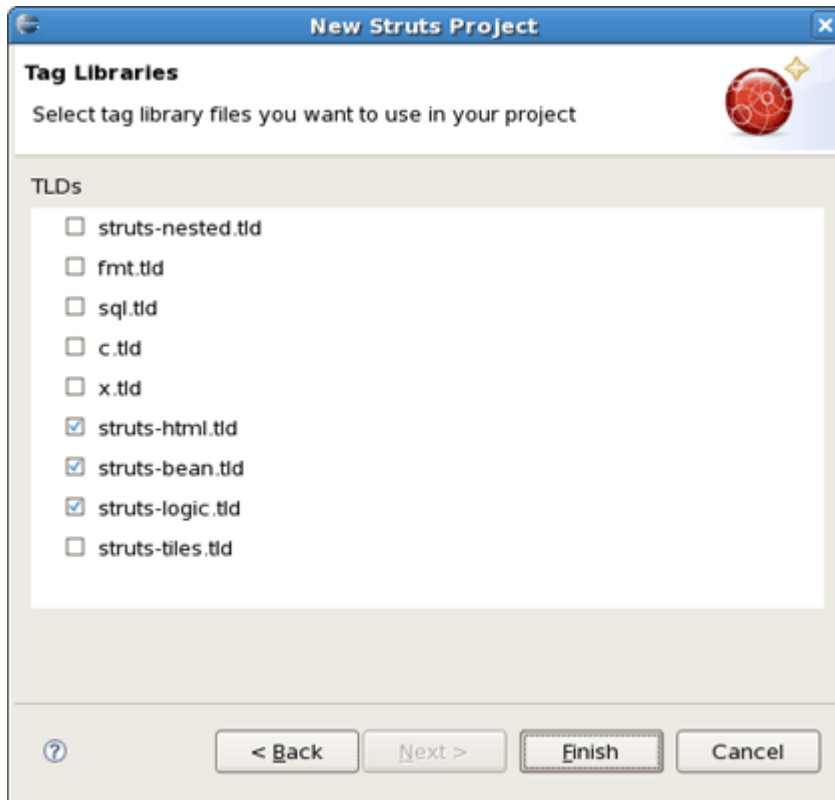 New Struts Project
Tag Libraries
Select tag library files you want to use in your project
TLDs
struts-nested.tld
fmt.tld
sql.tld
c.tld
x.tld
struts-html.tld
struts-bean.tld
struts-logic.tld
struts-tiles.tld
? < Back Next > Finish Cancel